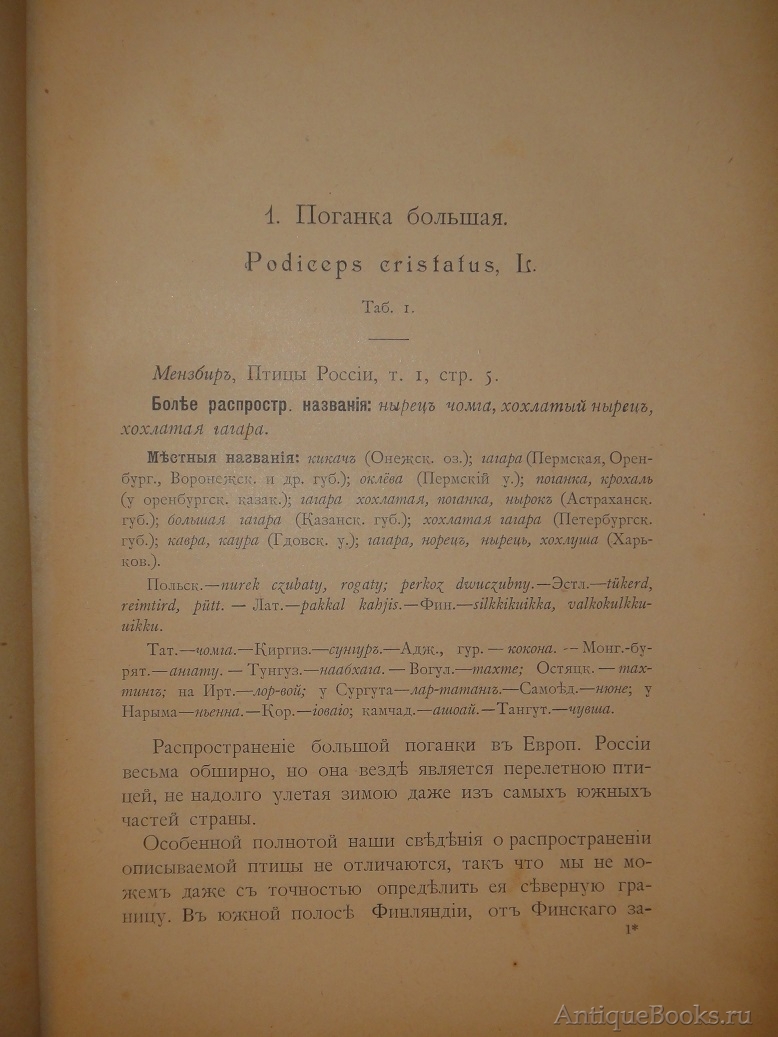 1. Поганка большая.
Podiceps cristatus, L.
Таб. 1.
Мензбиръ, Птицы Россіи, т. 1, стр. 5.
Болѣе распростр. названія: нырецъ чомга, хохлатый нырецъ,
хохлатая гагара.
Мѣстныя названія: кикачъ (Онежск. оз.); гагара (Пермская, Орен-
бург., Воронежск. и др. губ.); оклёва (Пермскій у.); поганка, крохаль
(у оренбургск. казак.); гагара хохлатая, поганка, нырокъ (Астраханск.
губ.); большая гагара (Казанск. губ.); хохлатая гагара (Петербургск.
губ.); кавра, каура (Гдовск. у.); гагара, норецъ, нырецъ, хохлуша (Харь-
ков.).
Польск.—nurek czubaty, rogaty; perkoz dwuczubny.—Эстл.—tükerd,
reimtird, pütt. — Лат.—pakkal kahjis.—Фин.—silkkikuikka, valkokulkku-
uikku.
Тат.—чомга.—Киргиз.—сунгуръ.—Адж., гур. — кокона. — Монг.-бу-
рят.—ангату. — Тунгуз.—наабхага. — Вогул.—тахте; Остяцк. — тах-
тингъ; на Ирт.—лор-вой; у Сургута—лар-татангъ.—Самоѣд.—нюне; у
Нарыма—ньенна.—Кор.—іоваіо; камчад.—ашоай.—Тангут.—чувша.
Распространеніе большой поганки въ Европ. Россіи
весьма обширно, но она вездѣ является перелетною пти-
цей, не надолго улетая зимою даже изъ самыхъ южныхъ
частей страны.
Особенной полнотой наши свѣдѣнія о распространеніи
описываемой птицы не отличаются, такъ что мы не мо-
жемъ даже съ точностью опредѣлить ея сѣверную гра-
ницу. Въ южной полосѣ Финляндіи, отъ Финскаго за-
1*
AntiqueBooks.ru